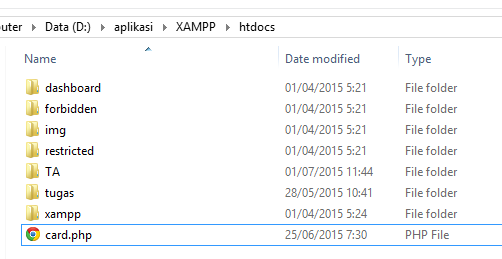 uter Data (D:) aplikasi XAMPP htdocs
Name Date modified Type
dashboard 01/04/2015 5:21 File folder
forbidden 01/04/2015 5:21 File folder
img 01/04/2015 5:21 File folder
restricted 01/04/2015 5:21 File folder
TA 01/07/2015 11:44 File folder
tugas 28/05/2015 10:41 File folder
xampp 01/04/2015 5:24 File folder
card.php 25/06/2015 7:30 PHP File